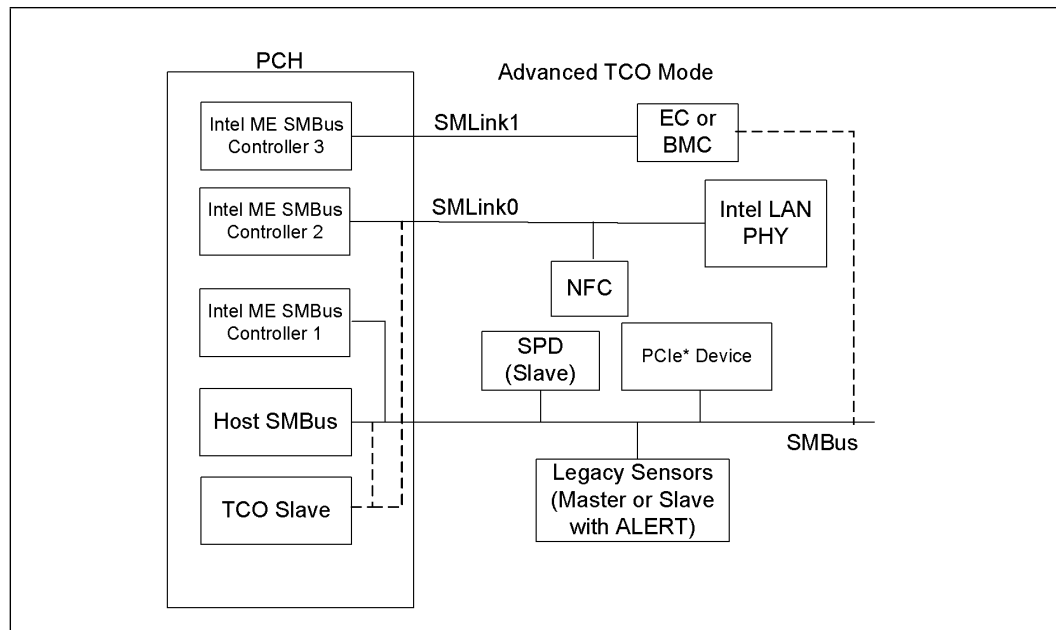 PCH
Advanced TCO Mode
Intel ME SMBus
Controller 3
SMLink1
EC or
BMC
Intel ME SMBus
Controller 2
SMLink0
Intel LAN
PHY
NFC
Intel ME SMBus
Controller 1
SPD
(Slave)
PCIe* Device
Host SMBus
SMBus
TCO Slave
Legacy Sensors
(Master or Slave
with ALERT)